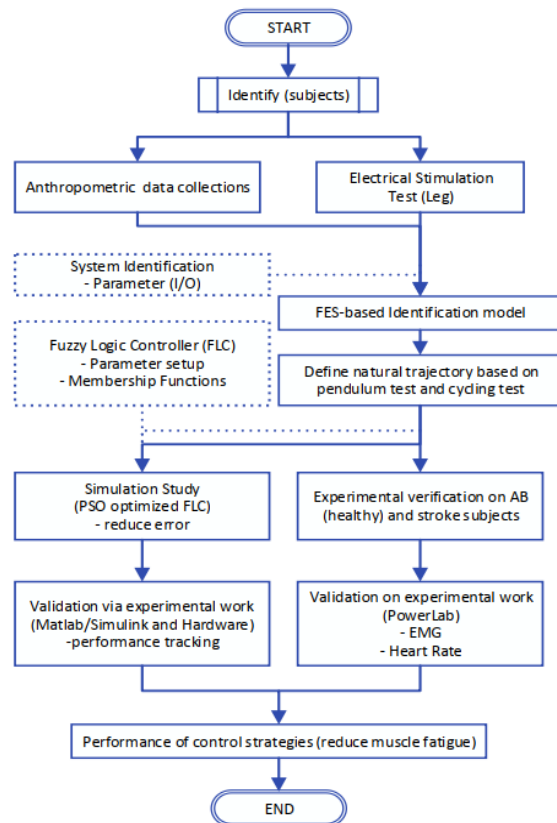 START
Identify (subjects)
Anthropometric data collections
Electrical Stimulation
Test (Leg)
System Identification
- Parameter (I/O)
FES-based Identification model
Fuzzy Logic Controller (FLC)
- Parameter setup
- Membership Functions
Define natural trajectory based on
pendulum test and cycling test
Simulation Study
(PSO optimized FLC)
- reduce error
Experimental verification on AB
(healthy) and stroke subjects
Validation via experimental work
(Matlab/Simulink and Hardware)
-performance tracking
Validation on experimental work
(PowerLab)
- EMG
- Heart Rate
Performance of control strategies (reduce muscle fatigue)
END